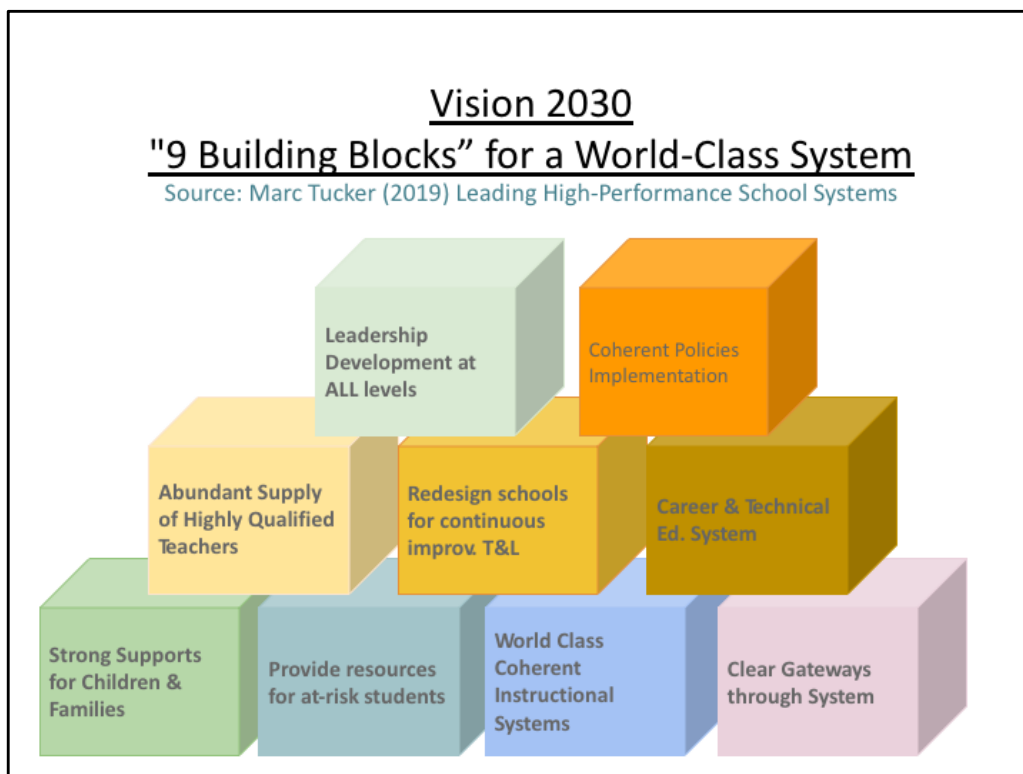 Vision 2030
"9 Building Blocks” for a World-Class System
Source: Marc Tucker (2019) Leading High-Performance School Systems
Leadership
Development at
ALL levels
Coherent Policies
Implementation
Abundant Supply
of Highly Qualified
Teachers
Redesign schools
for continuous
improv. T&L
Career & Technical
Ed. System
Strong Supports
for Children &
Families
Provide resources
for at-risk students
World Class
Coherent
Instructional
Systems
Clear Gateways
through System